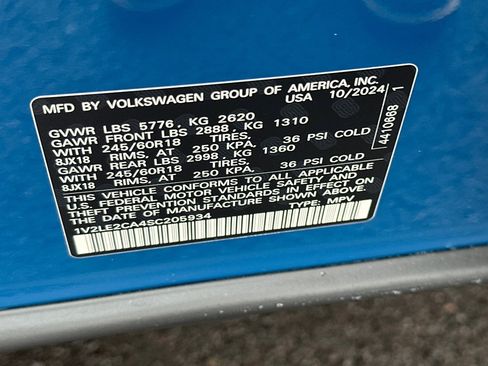 MFD BY VOLKSWAGEN GROUP OF AMERICA, INC.
USA 10/2024
GVWR LBS 5776, KG 2620
GAWR FRONT LBS 2888, KG 1310
WITH 245/60R18 TIRES,
8JX18 RIMS, AT 250 KPA. 36 PSI COLD
GAWR REAR LBS 2998, KG 1360
WITH 245/60R18 TIRES,
8JX18 RIMS, AT 250 KPA. 36 PSI COLD
THIS VEHICLE CONFORMS TO ALL APPLICABLE
U.S. FEDERAL MOTOR VEHICLE SAFETY AND
THEFT PREVENTION STANDARDS IN EFFECT ON THE
DATE OF MANUFACTURE SHOWN ABOVE.
1V2LE2CA4SC205934 TYPE: MPV
4410868 1